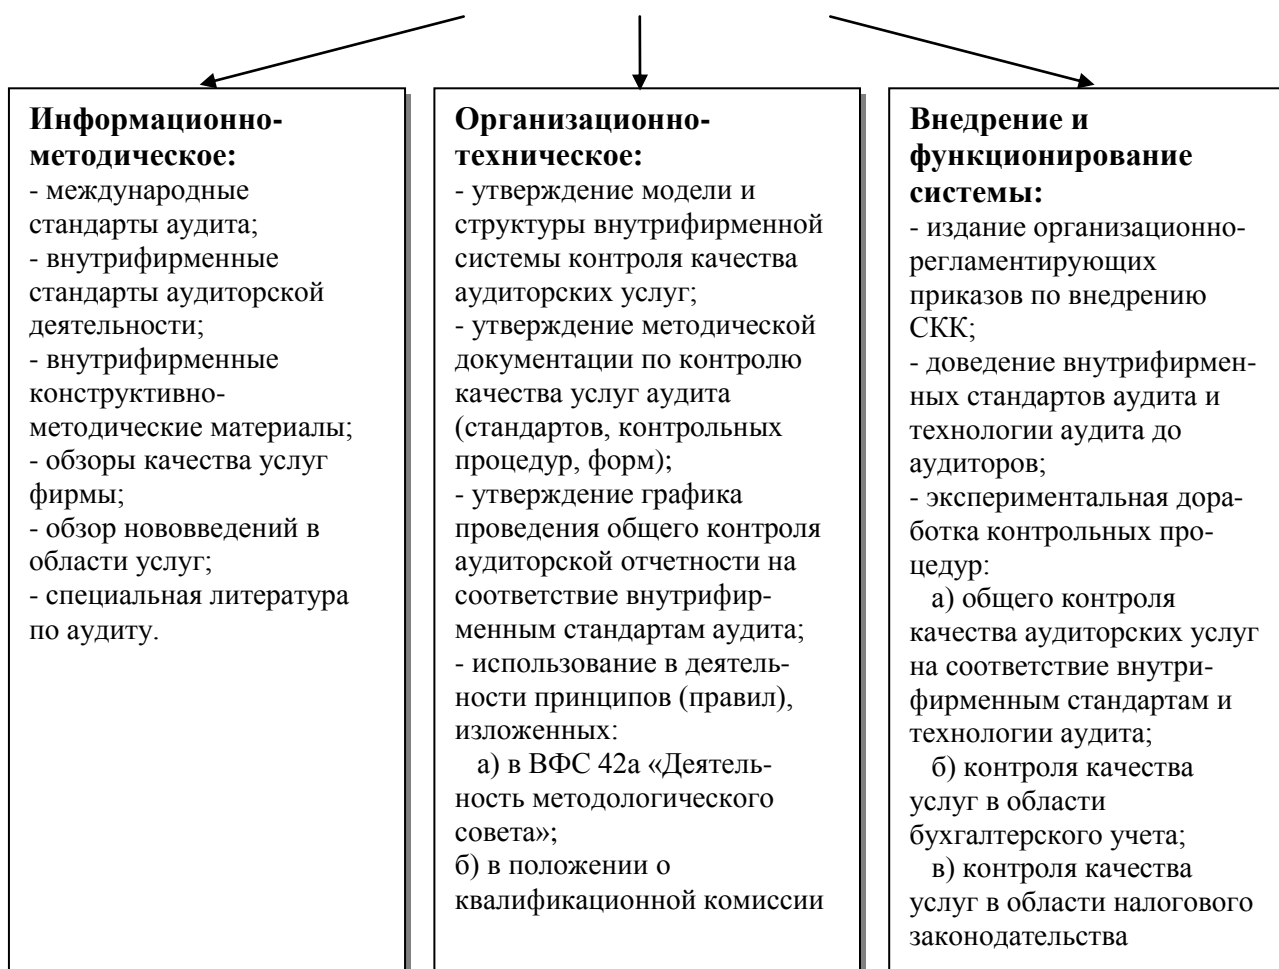 Информационно-
методическое:
- международные
стандарты аудита;
- внутрифирменные
стандарты аудиторской
деятельности;
- внутрифирменные
конструктивно-
методические материалы;
- обзоры качества услуг
фирмы;
- обзор нововведений в
области услуг;
- специальная литература
по аудиту.
Организационно-
техническое:
- утверждение модели и
структуры внутрифирменной
системы контроля качества
аудиторских услуг;
- утверждение методической
документации по контролю
качества услуг аудита
(стандартов, контрольных
процедур, форм);
- утверждение графика
проведения общего контроля
аудиторской отчетности на
соответствие внутрифир-
менным стандартам аудита;
- использование в деятель-
ности принципов (правил),
изложенных:
а) в ВФС 42а «Деятель-
ность методологического
совета»;
б) в положении о
квалификационной комиссии
Внедрение и
функционирование
системы:
- издание организационно-
регламентирующих
приказов по внедрению
СКК;
- доведение внутрифирмен-
ных стандартов аудита и
технологии аудита до
аудиторов;
- экспериментальная дора-
ботка контрольных про-
цедур:
а) общего контроля
качества аудиторских услуг
на соответствие внутри-
фирменным стандартам и
технологии аудита;
б) контроля качества
услуг в области
бухгалтерского учета;
в) контроля качества
услуг в области налогового
законодательства